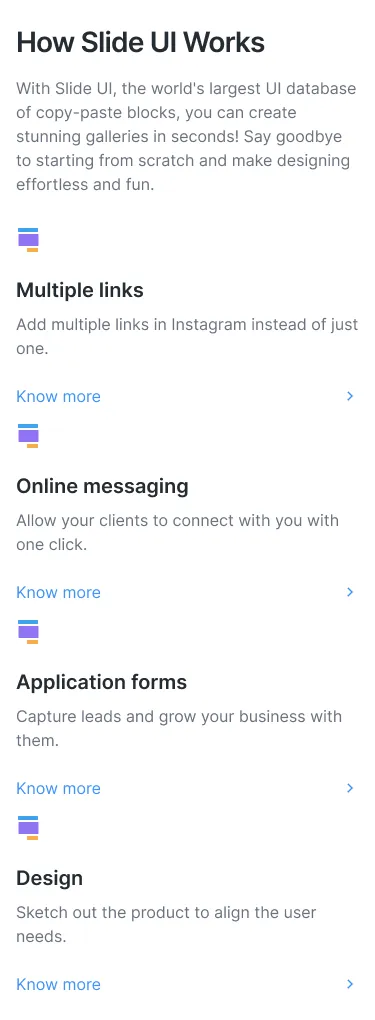 How Slide UI Works
With Slide UI, the world's largest UI database
of copy-paste blocks, you can create
stunning galleries in seconds! Say goodbye
to starting from scratch and make designing
effortless and fun.
Multiple links
Add multiple links in Instagram instead of just
one.
Know more
Online messaging
Allow your clients to connect with you with
one click.
Know more
Application forms
Capture leads and grow your business with
them.
Know more
Design
Sketch out the product to align the user
needs.
Know more